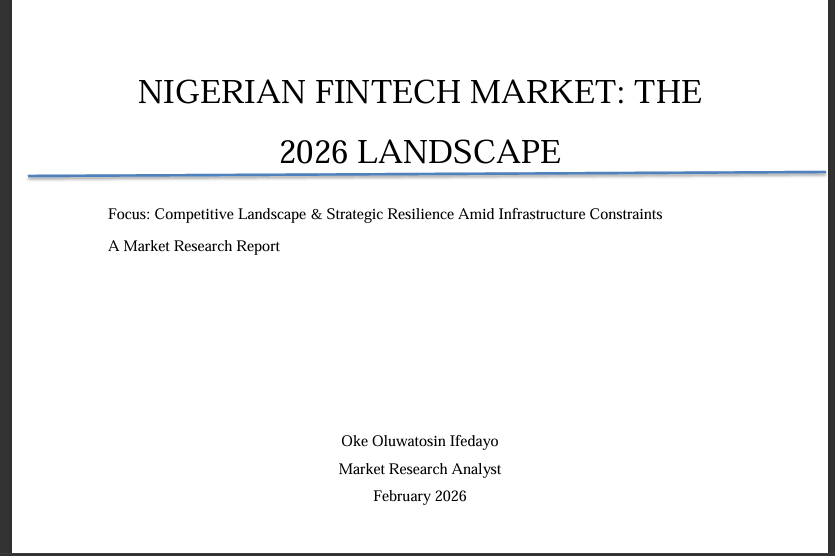 NIGERIAN FINTECH MARKET: THE
2026 LANDSCAPE
Focus: Competitive Landscape & Strategic Resilience Amid Infrastructure Constraints
A Market Research Report
Oke Oluwatosin Ifedayo
Market Research Analyst
February 2026